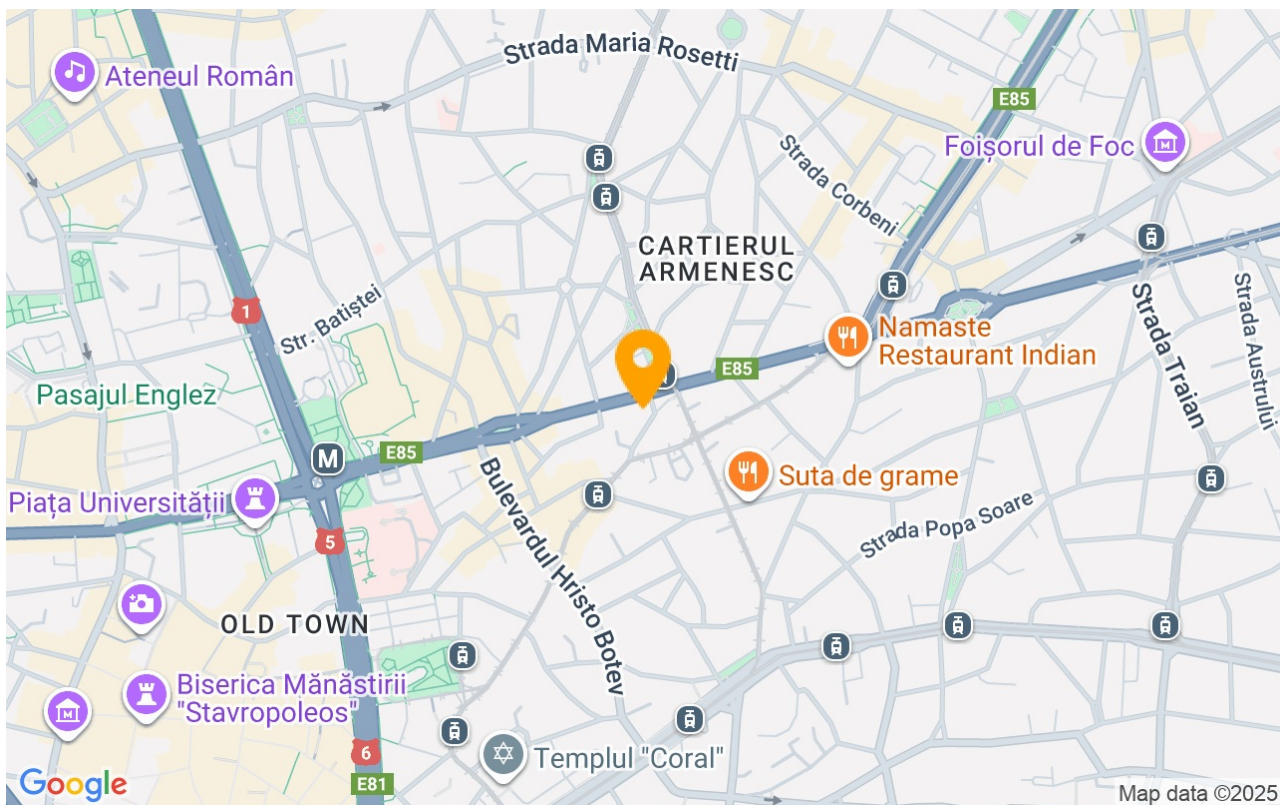 Strada Maria Rosetti
Ateneul Român
E85
Foișorul de Foc
Strada Corbeni
CARTIERUL
ARMENESC
Strada Traian
Strada Austrului
1
Str. Batiștei
Namaste
Restaurant Indian
E85
Pasajul Englez
M
E85
Suta de grame
Piața Universității
Bulevardul Hristo Botev
Strada Popa Soare
5
OLD TOWN
Biserica Mănăstirii
"Stavropoleos"
6
Templul "Coral"
E81
Google
Map data ©2025